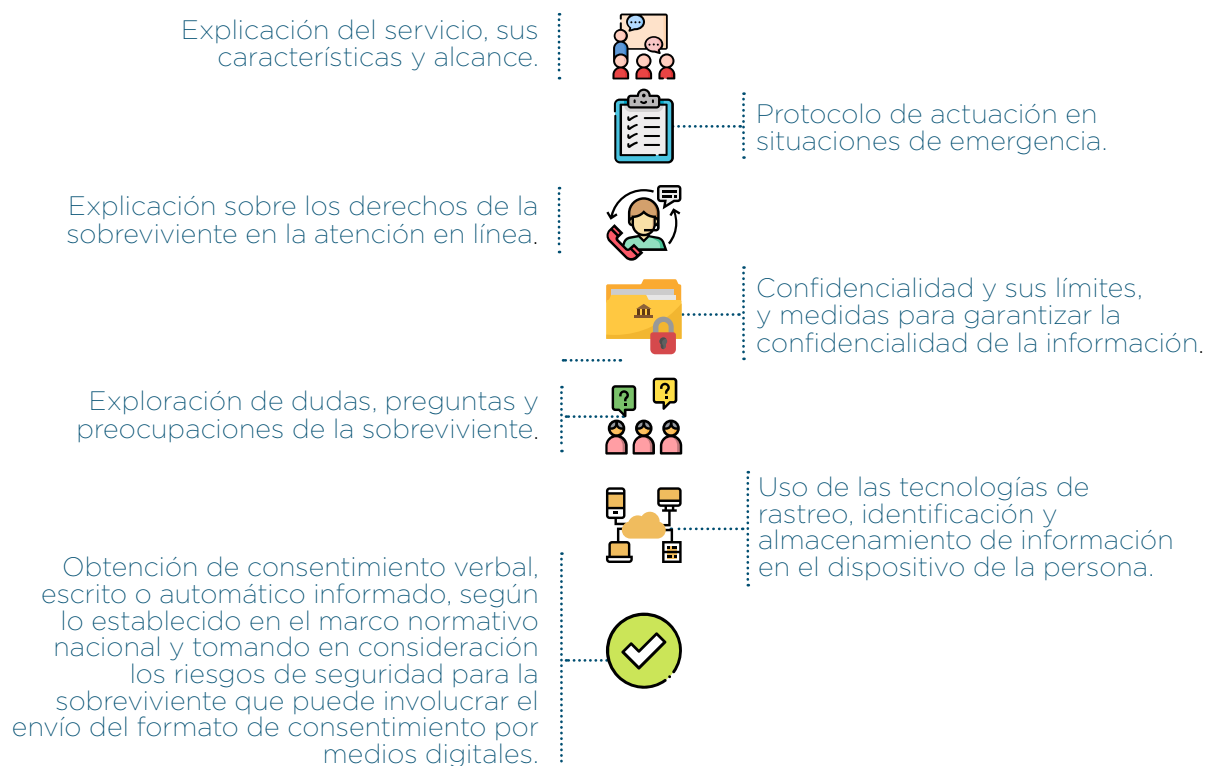 Explicación del servicio, sus
características y alcance.
Protocolo de actuación en
situaciones de emergencia.
Explicación sobre los derechos de la
sobreviviente en la atención en línea.
Confidencialidad y sus límites,
y medidas para garantizar la
confidencialidad de la información.
Exploración de dudas, preguntas y
preocupaciones de la sobreviviente.
Uso de las tecnologías de
rastreo, identificación y
almacenamiento de información
en el dispositivo de la persona.
Obtención de consentimiento verbal,
escrito o automático informado, según
lo establecido en el marco normativo
nacional y tomando en consideración
los riesgos de seguridad para la
sobreviviente que puede involucrar el
envío del formato de consentimiento por
medios digitales.